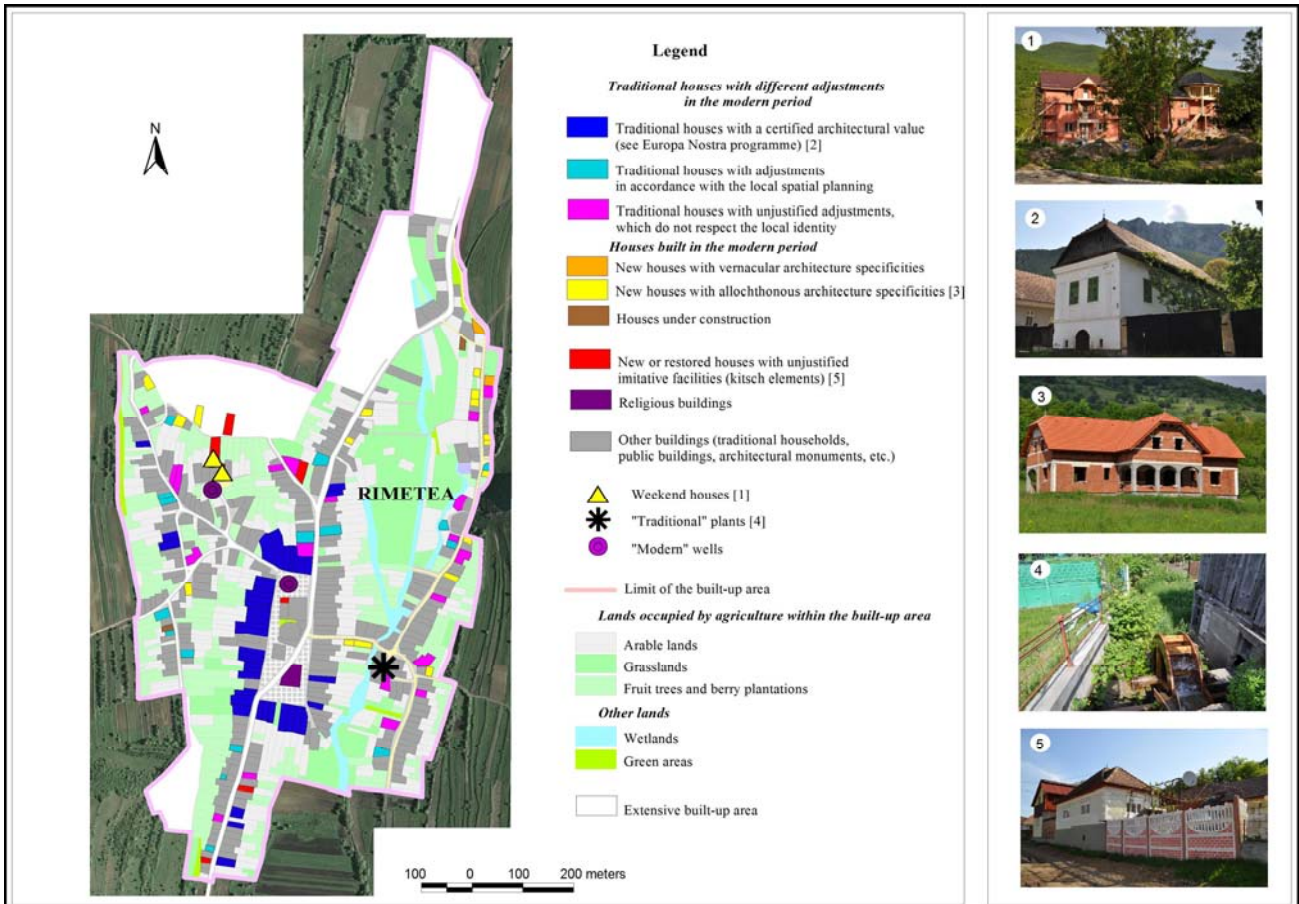 N
RIMETEA
Legend
Traditional houses with different adjustments
in the modern period
Traditional houses with a certified architectural value
(see Europa Nostra programme) [2]
Traditional houses with adjustments
in accordance with the local spatial planning
Traditional houses with unjustified adjustments,
which do not respect the local identity
Houses built in the modern period
New houses with vernacular architecture specificities
New houses with allochthonous architecture specificities [3]
Houses under construction
New or restored houses with unjustified
imitative facilities (kitsch elements) [5]
Religious buildings
Other buildings (traditional households,
public buildings, architectural monuments, etc.)
Weekend houses [1]
"Traditional" plants [4]
"Modern" wells
Limit of the built-up area
Lands occupied by agriculture within the built-up area
Arable lands
Grasslands
Fruit trees and berry plantations
Other lands
Wetlands
Green areas
Extensive built-up area
100 0 100 200 meters
1
2
3
4
5